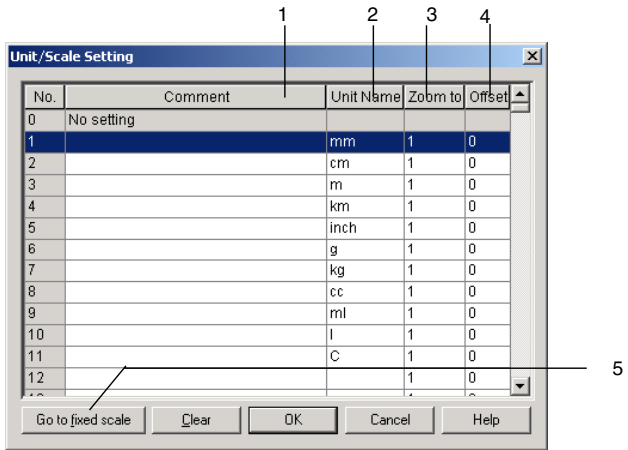 1 2 3 4
Unit/Scale Setting
No. Comment Unit Name Zoom to Offset
0 No setting
1 mm 1 0
2 cm 1 0
3 m 1 0
4 km 1 0
5 inch 1 0
6 g 1 0
7 kg 1 0
8 cc 1 0
9 ml 1 0
10 l 1 0
11 C 1 0
12 1 0
5
Go to fixed scale Clear OK Cancel Help